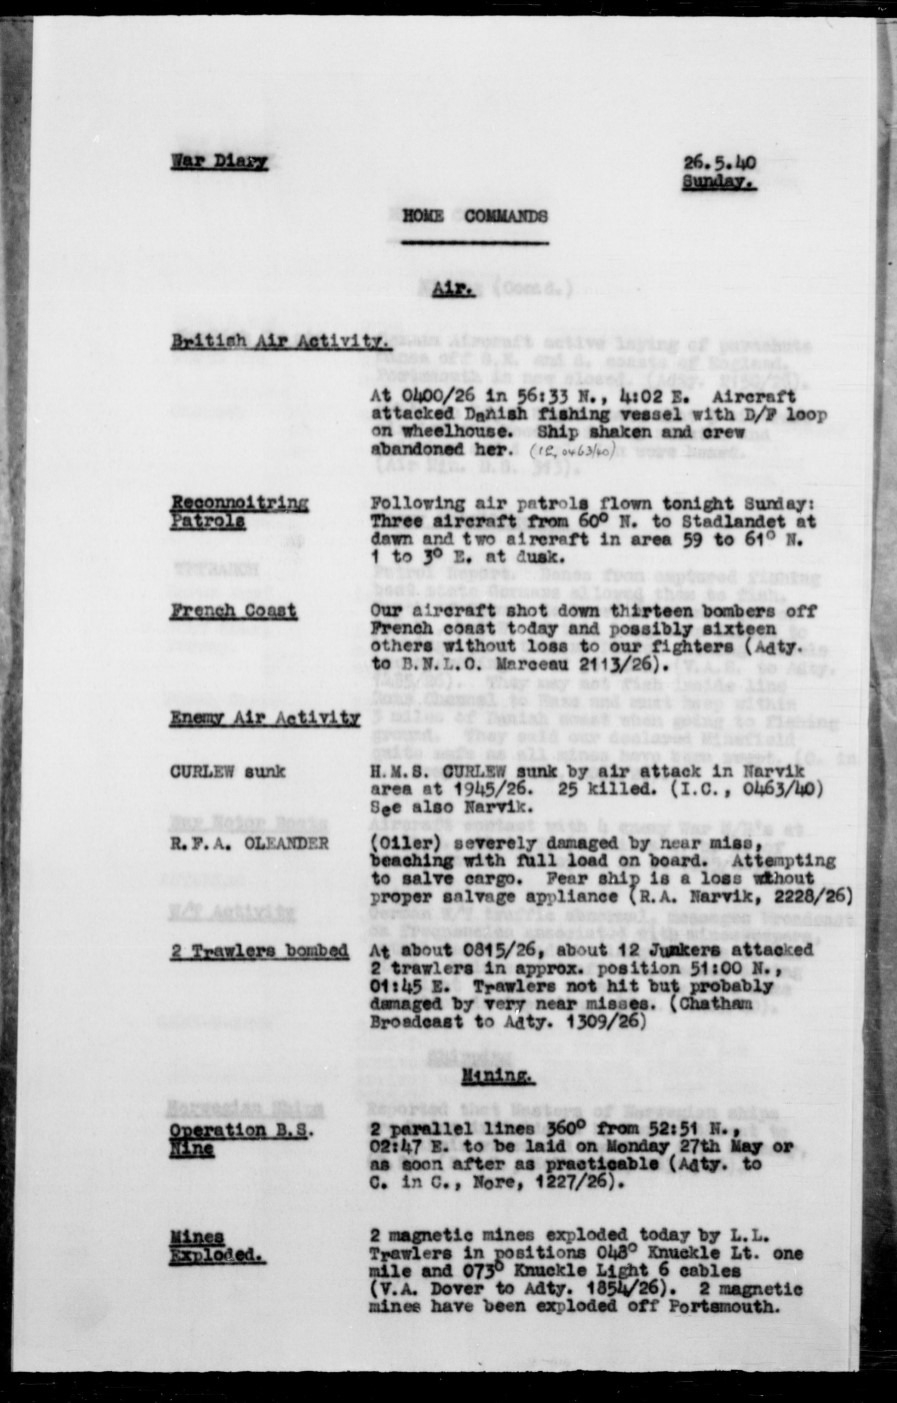 War Diary
26.5.40
Sunday.
HOME COMMANDS
Air.
British Air Activity.
At 0400/26 in 56:33 N., 4:02 E. Aircraft
attacked Danish fishing vessel with D/F loop
on wheelhouse. Ship shaken and crew
abandoned her. (IC, 0463/40)
Reconnoitring
Patrols
Following air patrols flown tonight Sunday:
Three aircraft from 60° N. to Stadlandet at
dawn and two aircraft in area 59 to 61° N.
1 to 3° E. at dusk.
French Coast
Our aircraft shot down thirteen bombers off
French coast today and possibly sixteen
others without loss to our fighters (Adty.
to B.N.L.O. Marceau 2113/26).
Enemy Air Activity
CURLEW sunk
H.M.S. CURLEW sunk by air attack in Narvik
area at 1945/26. 25 killed. (I.C., 0463/40)
See also Narvik.
R.F.A. OLEANDER
(Oiler) severely damaged by near miss,
beaching with full load on board. Attempting
to salve cargo. Fear ship is a loss without
proper salvage appliance (R.A. Narvik, 2228/26)
2 Trawlers bombed
At about 0815/26, about 12 Junkers attacked
2 trawlers in approx. position 51:00 N.,
01:45 E. Trawlers not hit but probably
damaged by very near misses. (Chatham
Broadcast to Adty. 1309/26)
Mining.
Operation B.S.
Nine
2 parallel lines 360° from 52:51 N.,
02:47 E. to be laid on Monday 27th May or
as soon after as practicable (Adty. to
C. in C., Nore, 1227/26).
Mines
Exploded.
2 magnetic mines exploded today by L.L.
Trawlers in positions 048° Knuckle Lt. one
mile and 073° Knuckle Light 6 cables
(V.A. Dover to Adty. 1854/26). 2 magnetic
mines have been exploded off Portsmouth.